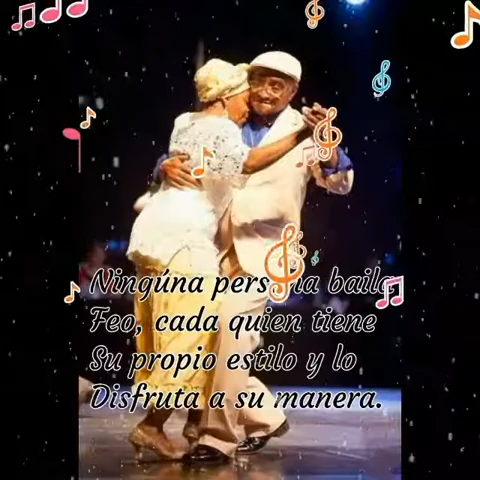 Ningúna persona baila
Feo, cada quien tiene
Su propio estilo y lo
Disfruta a su manera.